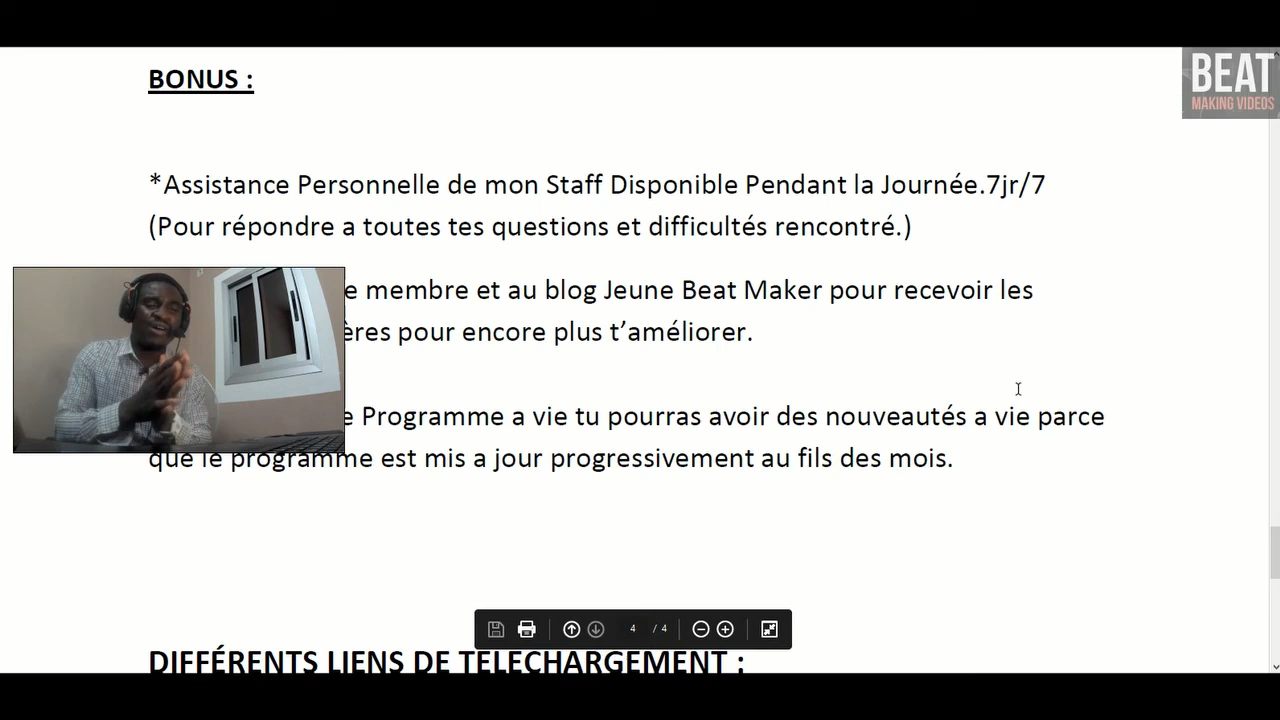 BONUS :
BEAT
MAKING VIDEOS
*Assistance Personnelle de mon Staff Disponible Pendant la Journée.7jr/7
(Pour répondre a toutes tes questions et difficultés rencontré.)
e membre et au blog Jeune Beat Maker pour recevoir les
ères pour encore plus t’améliorer.
e Programme a vie tu pourras avoir des nouveautés a vie parce
que le programme est mis a jour progressivement au fils des mois.
4 / 4
DIFFÉRENTS LIENS DE TELECHARGEMENT :